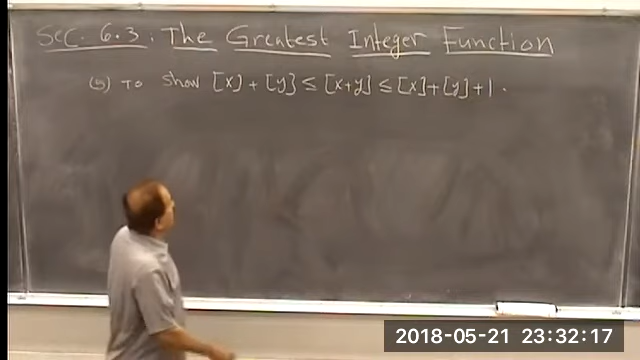 Sec. 6.3: The Greatest Integer Function
(5) To Show [x] + [y] ≤ [x+y] ≤ [x]+[y]+1.
2018-05-21 23:32:17